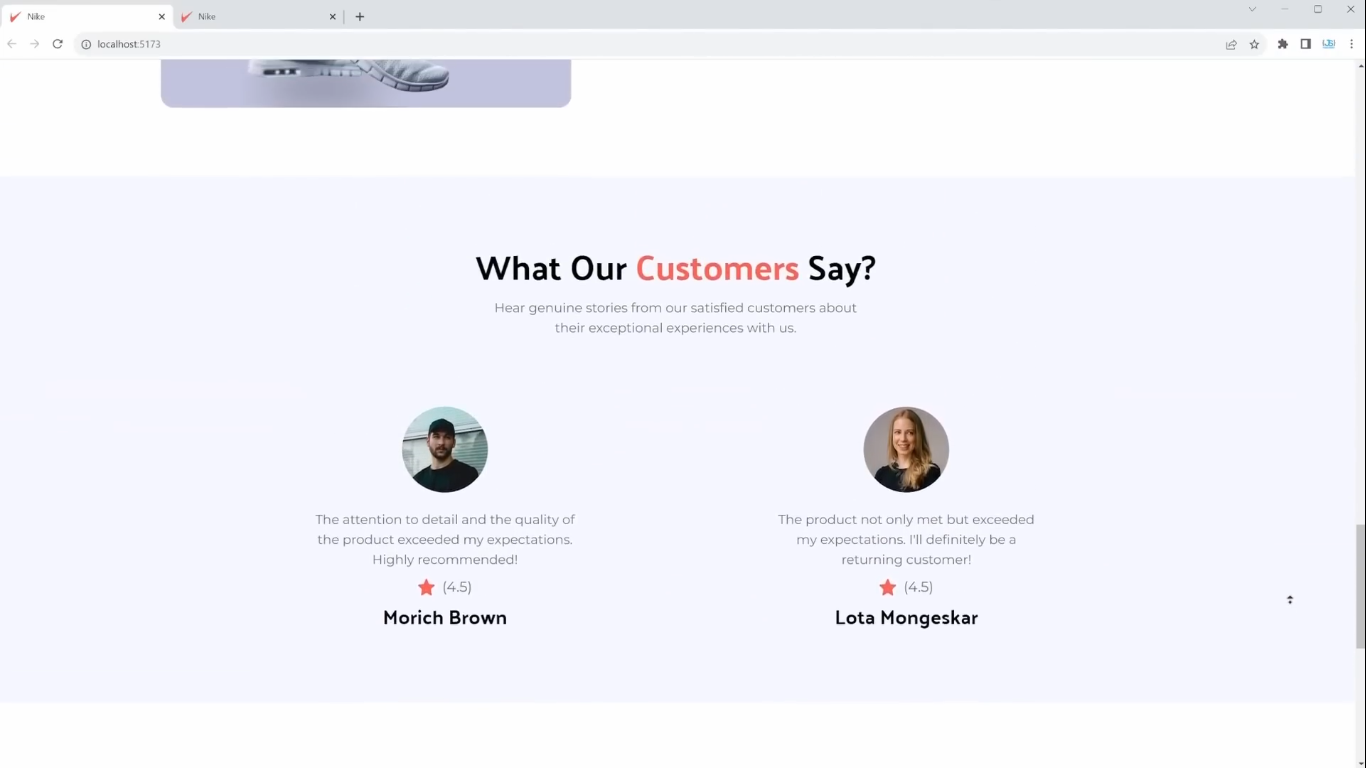 Nike
Nike
localhost:5173
What Our Customers Say?
Hear genuine stories from our satisfied customers about
their exceptional experiences with us.
The attention to detail and the quality of
the product exceeded my expectations.
Highly recommended!
(4.5)
Morich Brown
The product not only met but exceeded
my expectations. I'll definitely be a
returning customer!
(4.5)
Lota Mongeskar